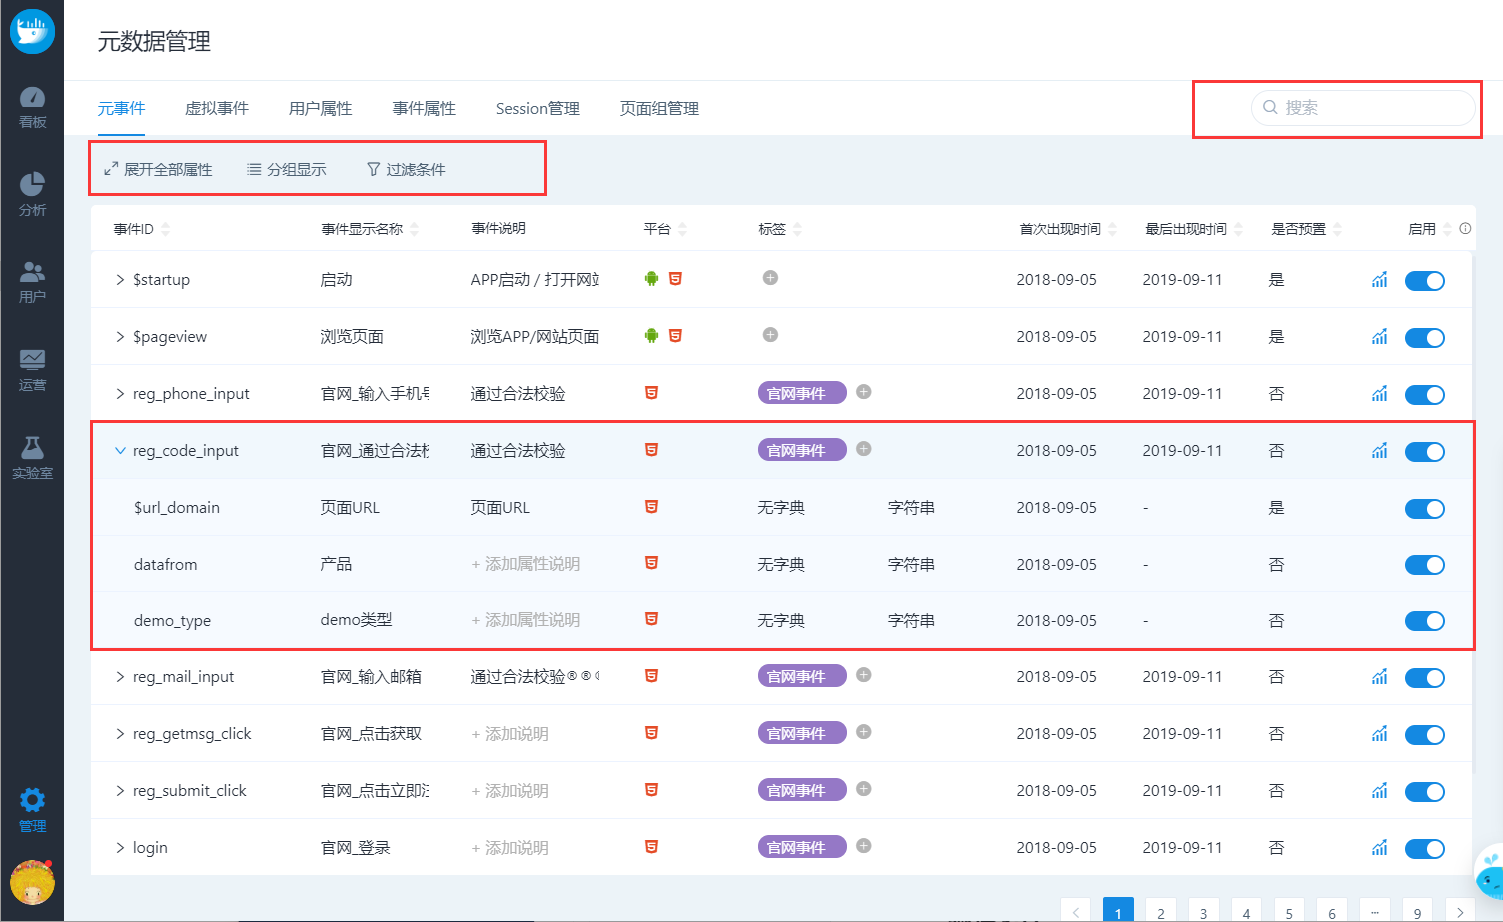 元数据管理
元事件 虚拟事件 用户属性 事件属性 Session管理 页面组管理 搜索
展开全部属性 分组显示 过滤条件
看板
分析
用户
运营
实验室
管理
事件ID 事件显示名称 事件说明 平台 标签 首次出现时间 最后出现时间 是否预置 启用
$startup 启动 APP启动 / 打开网站 2018-09-05 2019-09-11 是
$pageview 浏览页面 浏览APP/网站页面 2018-09-05 2019-09-11 是
reg_phone_input 官网_输入手机号 通过合法校验 官网事件 2018-09-05 2019-09-11 否
reg_code_input 官网_通过合法校 通过合法校验 官网事件 2018-09-05 2019-09-11 否
$url_domain 页面URL 页面URL 无字典 字符串 2018-09-05 - 是
datafrom 产品 + 添加属性说明 无字典 字符串 2018-09-05 - 否
demo_type demo类型 + 添加属性说明 无字典 字符串 2018-09-05 - 否
reg_mail_input 官网_输入邮箱 通过合法校验®® 官网事件 2018-09-05 2019-09-11 否
reg_getmsg_click 官网_点击获取 + 添加说明 官网事件 2018-09-05 2019-09-11 否
reg_submit_click 官网_点击立即注 + 添加说明 官网事件 2018-09-05 2019-09-11 否
login 官网_登录 + 添加说明 官网事件 2018-09-05 2019-09-11 否
< 1 2 3 4 5 6 ··· 9 >